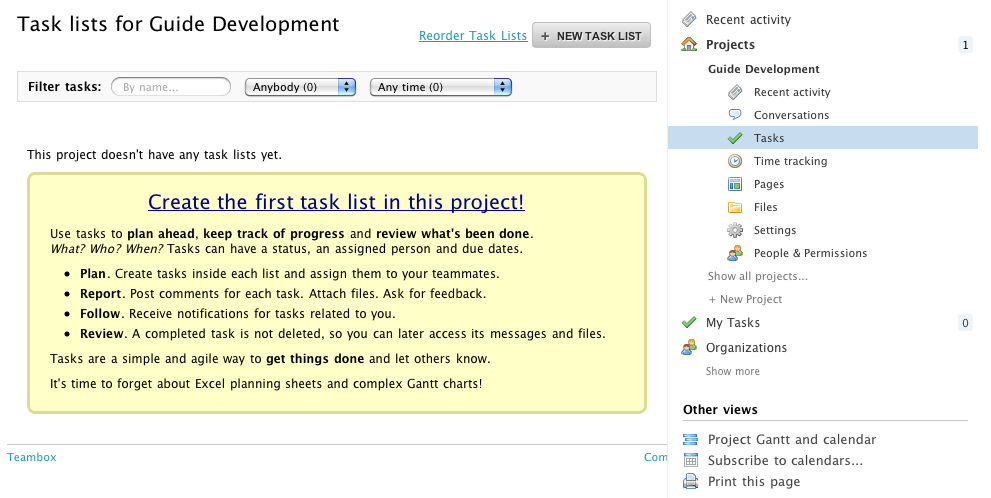 Task lists for Guide Development
Reorder Task Lists
+ NEW TASK LIST
Filter tasks:
By name...
Anybody (0)
Any time (0)
This project doesn't have any task lists yet.
Create the first task list in this project!
Use tasks to plan ahead, keep track of progress and review what's been done.
What? Who? When? Tasks can have a status, an assigned person and due dates.
• Plan. Create tasks inside each list and assign them to your teammates.
• Report. Post comments for each task. Attach files. Ask for feedback.
• Follow. Receive notifications for tasks related to you.
• Review. A completed task is not deleted, so you can later access its messages and files.
Tasks are a simple and agile way to get things done and let others know.
It's time to forget about Excel planning sheets and complex Gantt charts!
Teambox
Com
Recent activity
Projects 1
Guide Development
Recent activity
Conversations
Tasks
Time tracking
Pages
Files
Settings
People & Permissions
Show all projects...
+ New Project
My Tasks 0
Organizations
Show more
Other views
Project Gantt and calendar
Subscribe to calendars...
Print this page